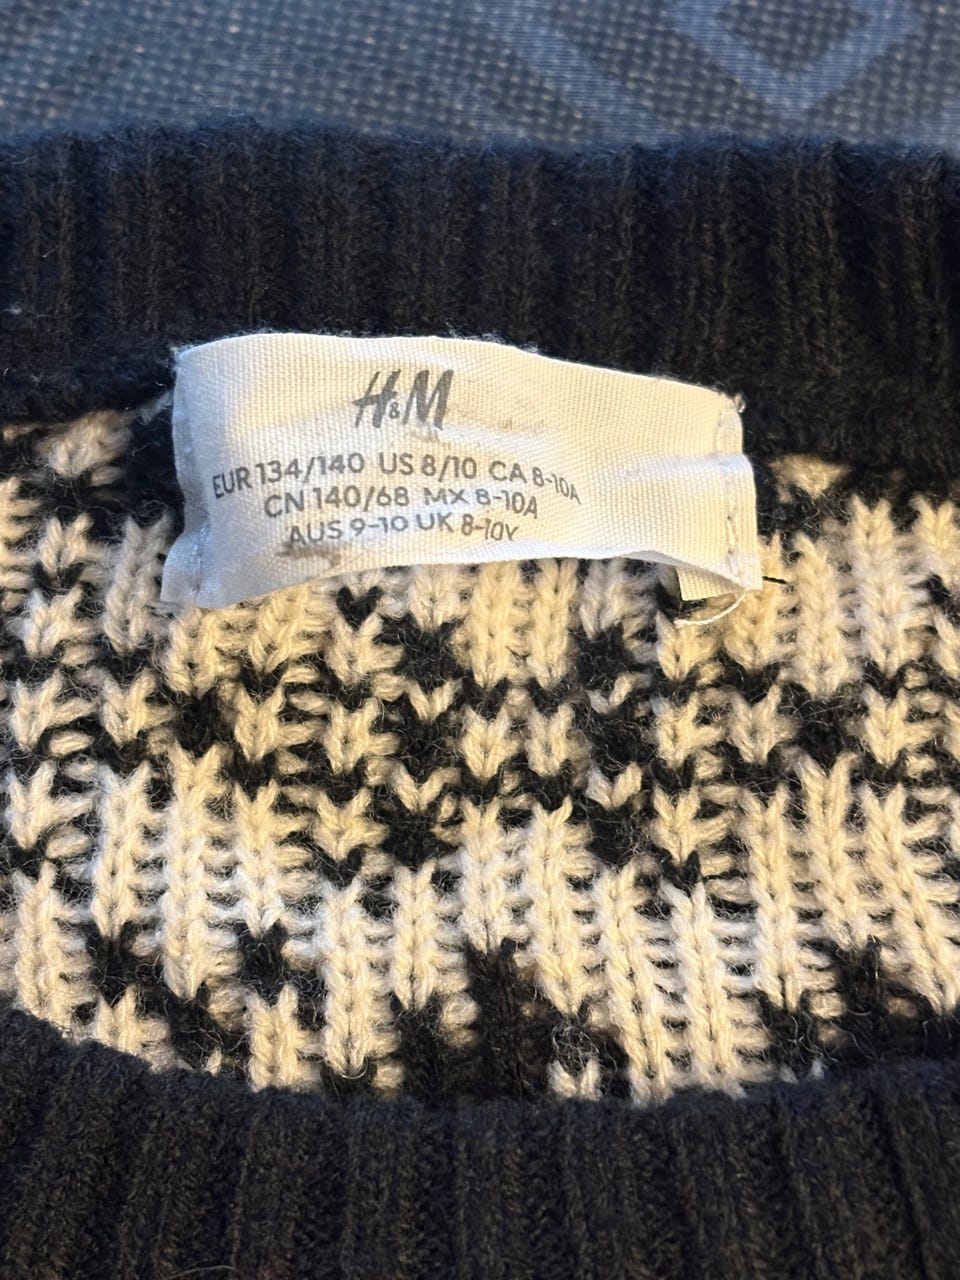 H&M
EUR 134/140 US 8/10 CA 8-10A
CN 140/68 MX 8-10A
AUS 9-10 UK 8-10Y